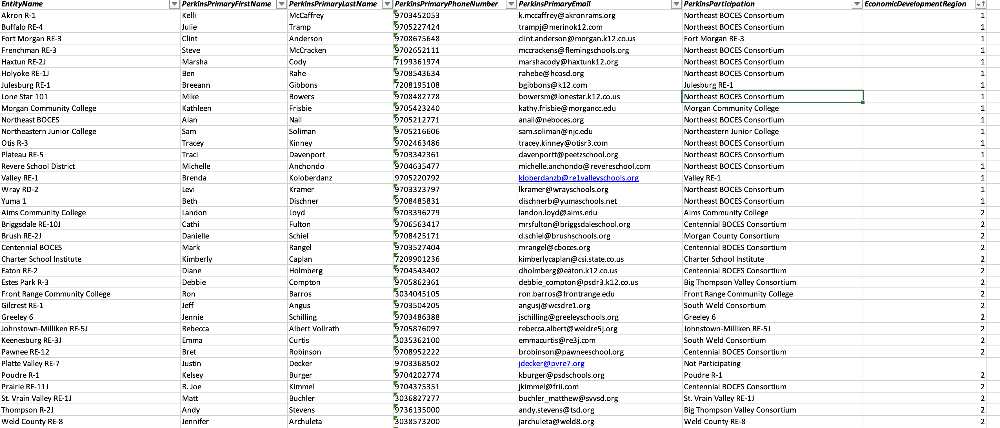 EntityName PerkinsPrimaryFirstName PerkinsPrimaryLastName PerkinsPrimaryPhoneNumber PerkinsPrimaryEmail PerkinsParticipation EconomicDevelopmentRegion
Akron R-1 Kelli McCaffrey 9703452053 k.mccaffrey@akronrams.org Northeast BOCES Consortium 1
Buffalo RE-4 Julie Tramp 9705227424 trampj@merinok12.com Northeast BOCES Consortium 1
Fort Morgan RE-3 Clint Anderson 9708675648 clint.anderson@morgan.k12.co.us Fort Morgan RE-3 1
Frenchman RE-3 Steve McCracken 9702652111 mccrackens@flemingschools.org Northeast BOCES Consortium 1
Haxtun RE-2J Marsha Cody 7199361974 marshacody@haxtunk12.org Northeast BOCES Consortium 1
Holyoke RE-1J Ben Rahe 9708543634 rahebe@hcosd.org Northeast BOCES Consortium 1
Julesburg RE-1 Breeann Gibbons 7208195108 bgibbons@k12.com Julesburg RE-1 1
Lone Star 101 Mike Bowers 9708482778 bowersm@lonestar.k12.co.us Northeast BOCES Consortium 1
Morgan Community College Kathleen Frisbie 9705423240 kathy.frisbie@morgancc.edu Morgan Community College 1
Northeast BOCES Alan Nall 9705212771 anall@neboces.org Northeast BOCES Consortium 1
Northeastern Junior College Sam Soliman 9705216606 sam.soliman@njc.edu Northeastern Junior College 1
Otis R-3 Tracey Kinney 9702463486 tracey.kinney@otisr3.com Northeast BOCES Consortium 1
Plateau RE-5 Traci Davenport 9703342361 davenportt@peetzschool.org Northeast BOCES Consortium 1
Revere School District Michelle Anchondo 9704635477 michelle.anchondo@revereschool.com Northeast BOCES Consortium 1
Valley RE-1 Brenda Koloberdanz 9705220792 kloberdanzb@re1valleyschools.org Valley RE-1 1
Wray RD-2 Levi Kramer 9703323797 lkramer@wrayschools.org Northeast BOCES Consortium 1
Yuma 1 Beth Dischner 9708485831 dischnerb@yumaschools.net Northeast BOCES Consortium 1
Aims Community College Landon Loyd 9703396279 landon.loyd@aims.edu Aims Community College 2
Briggsdale RE-10J Cathi Fulton 9706563417 mrsfulton@briggsdaleschool.org Centennial BOCES Consortium 2
Brush RE-2J Danielle Schiel 9708425171 d.schiel@brushschools.org Morgan County Consortium 2
Centennial BOCES Mark Rangel 9703527404 mrangel@cboces.org Centennial BOCES Consortium 2
Charter School Institute Kimberly Caplan 7209901236 kimberlycaplan@csi.state.co.us Charter School Institute 2
Eaton RE-2 Diane Holmberg 9704543402 dholmberg@eaton.k12.co.us Centennial BOCES Consortium 2
Estes Park R-3 Debbie Compton 9705862361 debbie_compton@psdr3.k12.co.us Big Thompson Valley Consortium 2
Front Range Community College Ron Barros 3034045105 ron.barros@frontrange.edu Front Range Community College 2
Gilcrest RE-1 Jeff Angus 9703504205 angusj@wcsdre1.org South Weld Consortium 2
Greeley 6 Jennie Schilling 9703486388 jschilling@greeleyschools.org Greeley 6 2
Johnstown-Milliken RE-5J Rebecca Albert Vollrath 9705876097 rebecca.albert@weldre5j.org Johnstown-Milliken RE-5J 2
Keenesburg RE-3J Emma Curtis 3035362100 emmacurtis@re3j.com South Weld Consortium 2
Pawnee RE-12 Bret Robinson 9708952222 brobinson@pawneeschool.org Centennial BOCES Consortium 2
Platte Valley RE-7 Justin Decker 9703368502 jdecker@pvre7.org Not Participating
Poudre R-1 Kelsey Burger 9704202774 kburger@psdschools.org Poudre R-1 2
Prairie RE-11J R. Joe Kimmel 9704375351 jkimmel@frii.com Centennial BOCES Consortium 2
St. Vrain Valley RE-1J Matt Buchler 3036827277 buchler_matthew@svvsd.org St. Vrain Valley RE-1J 2
Thompson R-2J Andy Stevens 9736135000 andy.stevens@tsd.org Big Thompson Valley Consortium 2
Weld County RE-8 Jennifer Archuleta 3038573200 jarchuleta@weld8.org Weld County RE-8 2